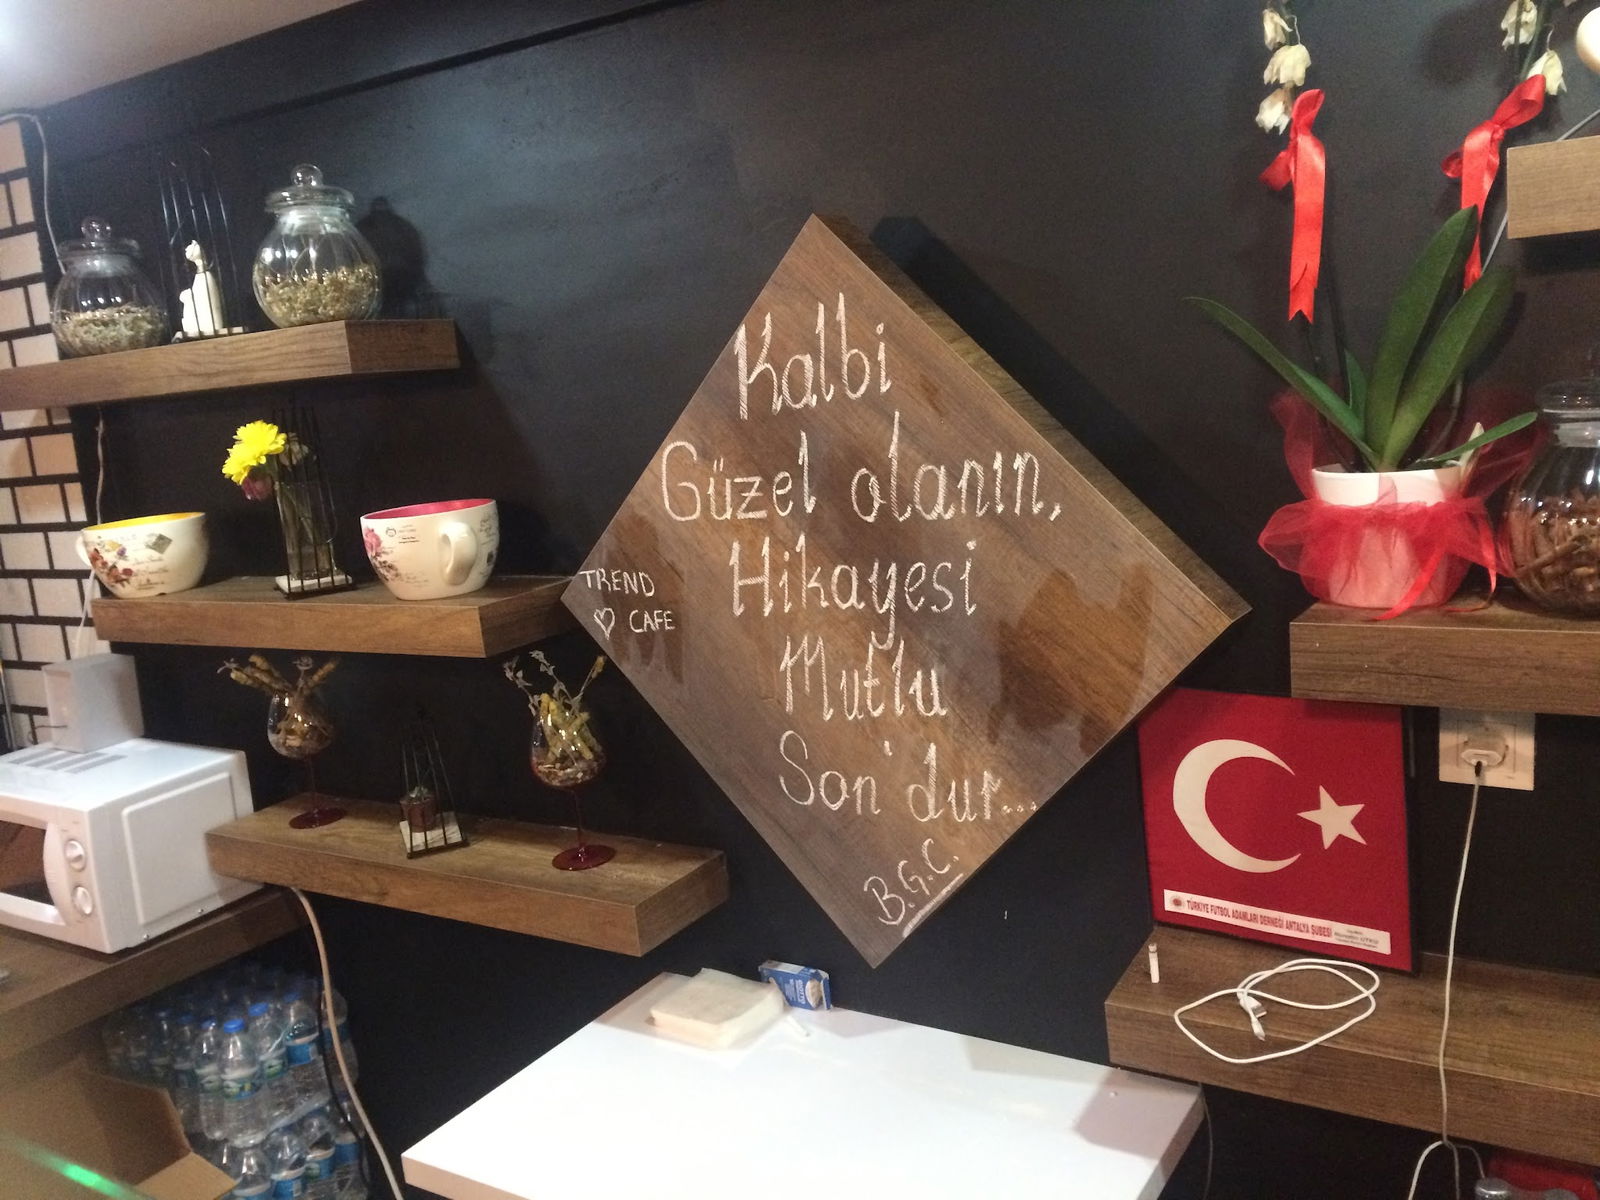 Kalbi
Güzel olanın,
Hikayesi
Mutlu
Son'dur...
B.G.C.
TREND
♡ CAFE
TÜRKİYE FUTBOL ADAMLARI DERNEĞİ ANTALYA ŞUBESİ